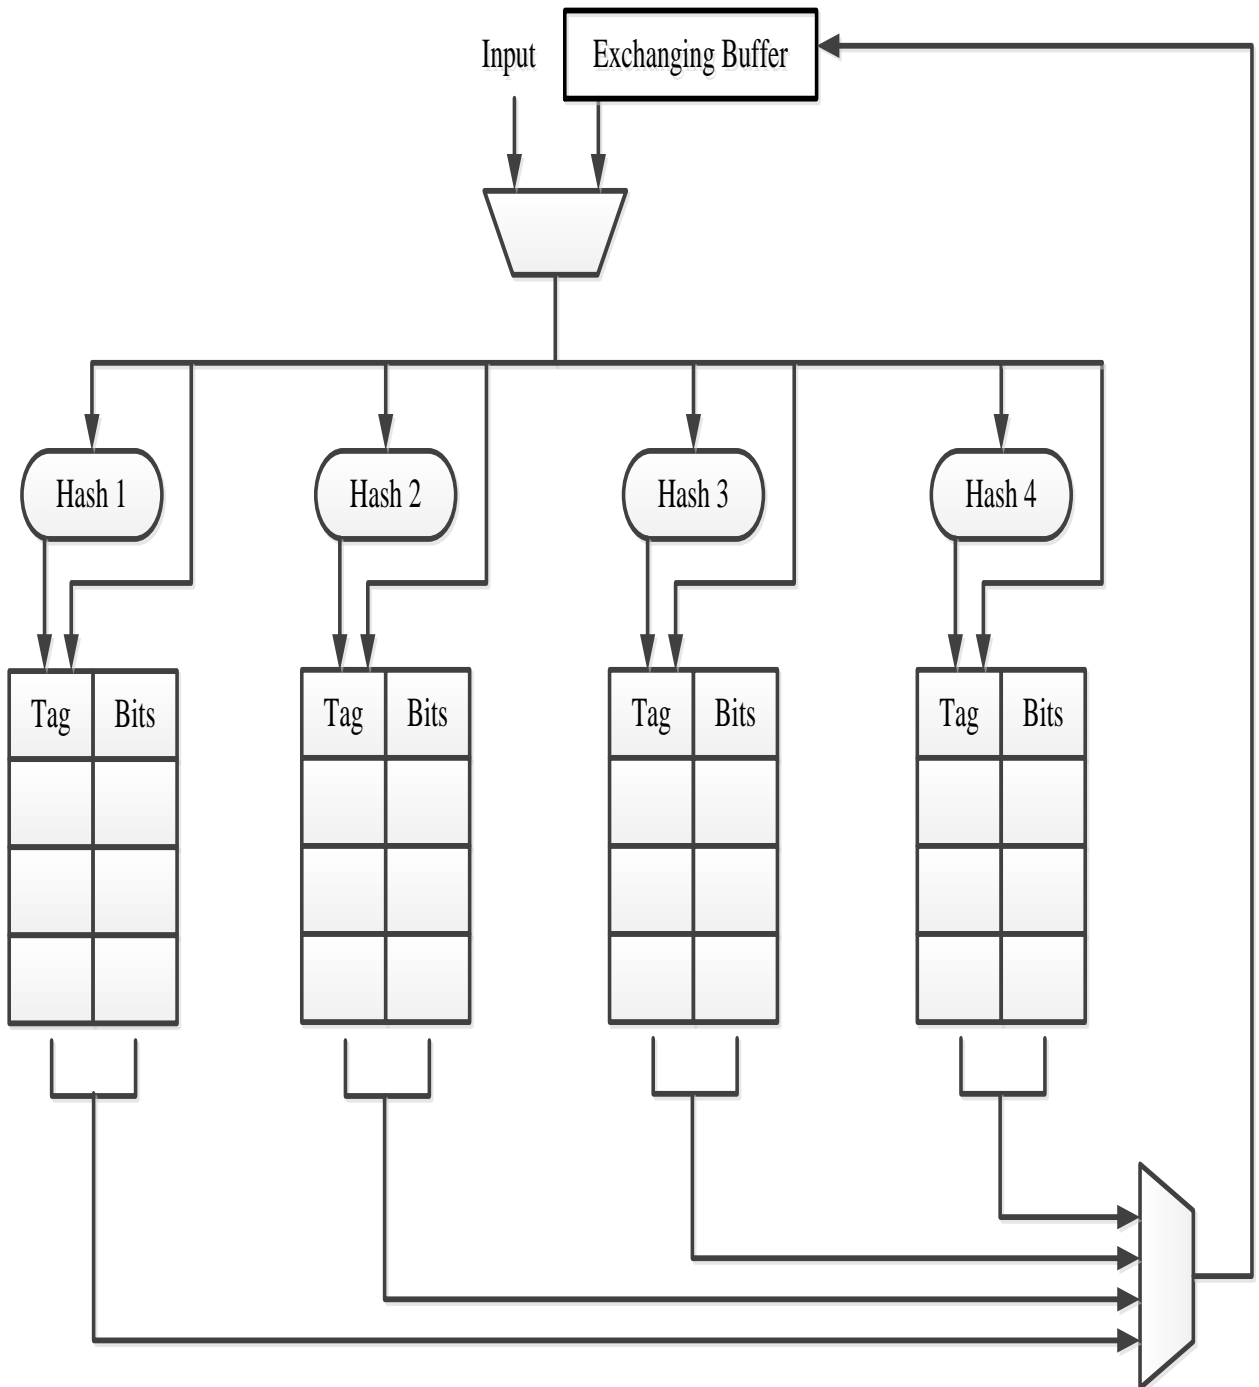 Input
Exchanging Buffer
Hash 1
Hash 2
Hash 3
Hash 4
Tag Bits
Tag Bits
Tag Bits
Tag Bits